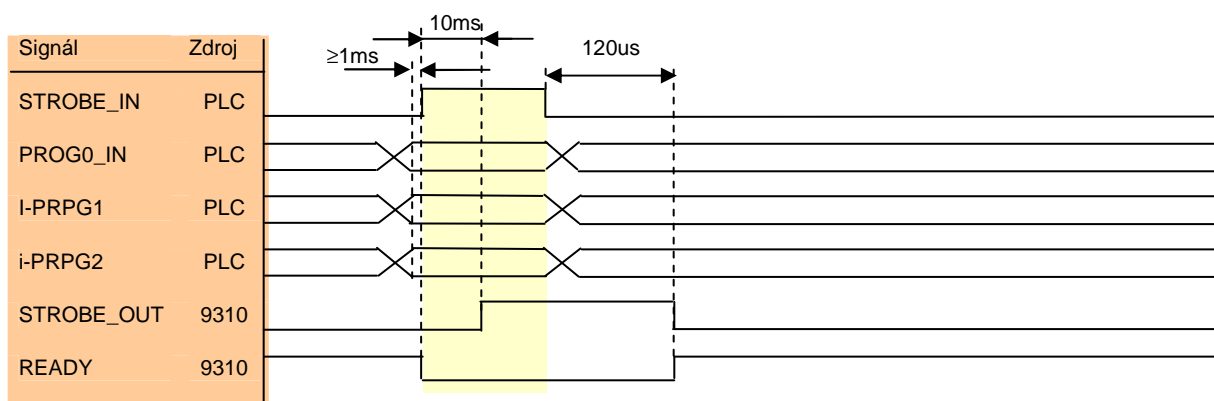 10ms
Signál Zdroj
≥1ms
120us
STROBE_IN PLC
PROG0_IN PLC
I-PRPG1 PLC
i-PRPG2 PLC
STROBE_OUT 9310
READY 9310